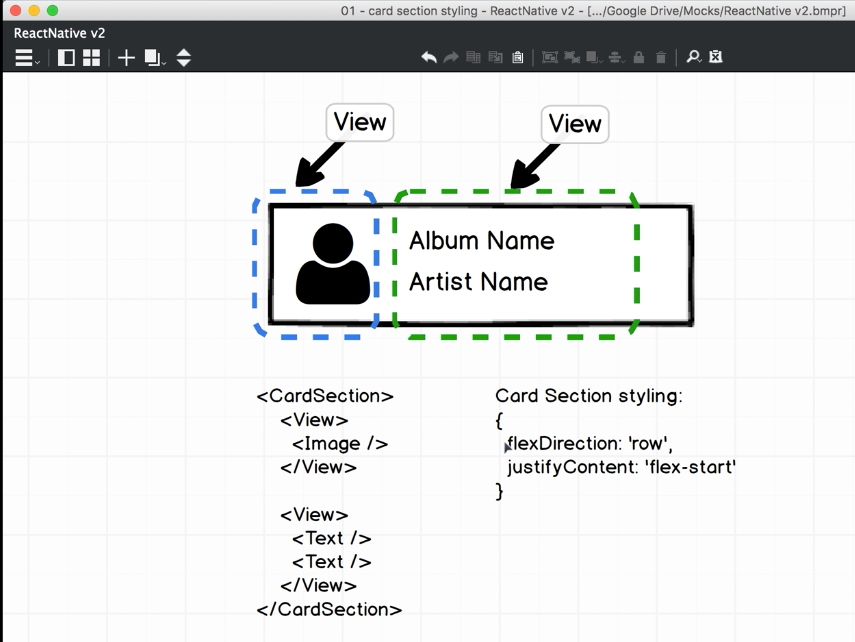 01 - card section styling - ReactNative v2 - [.../Google Drive/Mocks/ReactNative v2.bmpr]
ReactNative v2
View
View
Album Name
Artist Name
<CardSection>
<View>
<Image />
</View>
<View>
<Text />
<Text />
</View>
</CardSection>
Card Section styling:
{
flexDirection: 'row',
justifyContent: 'flex-start'
}